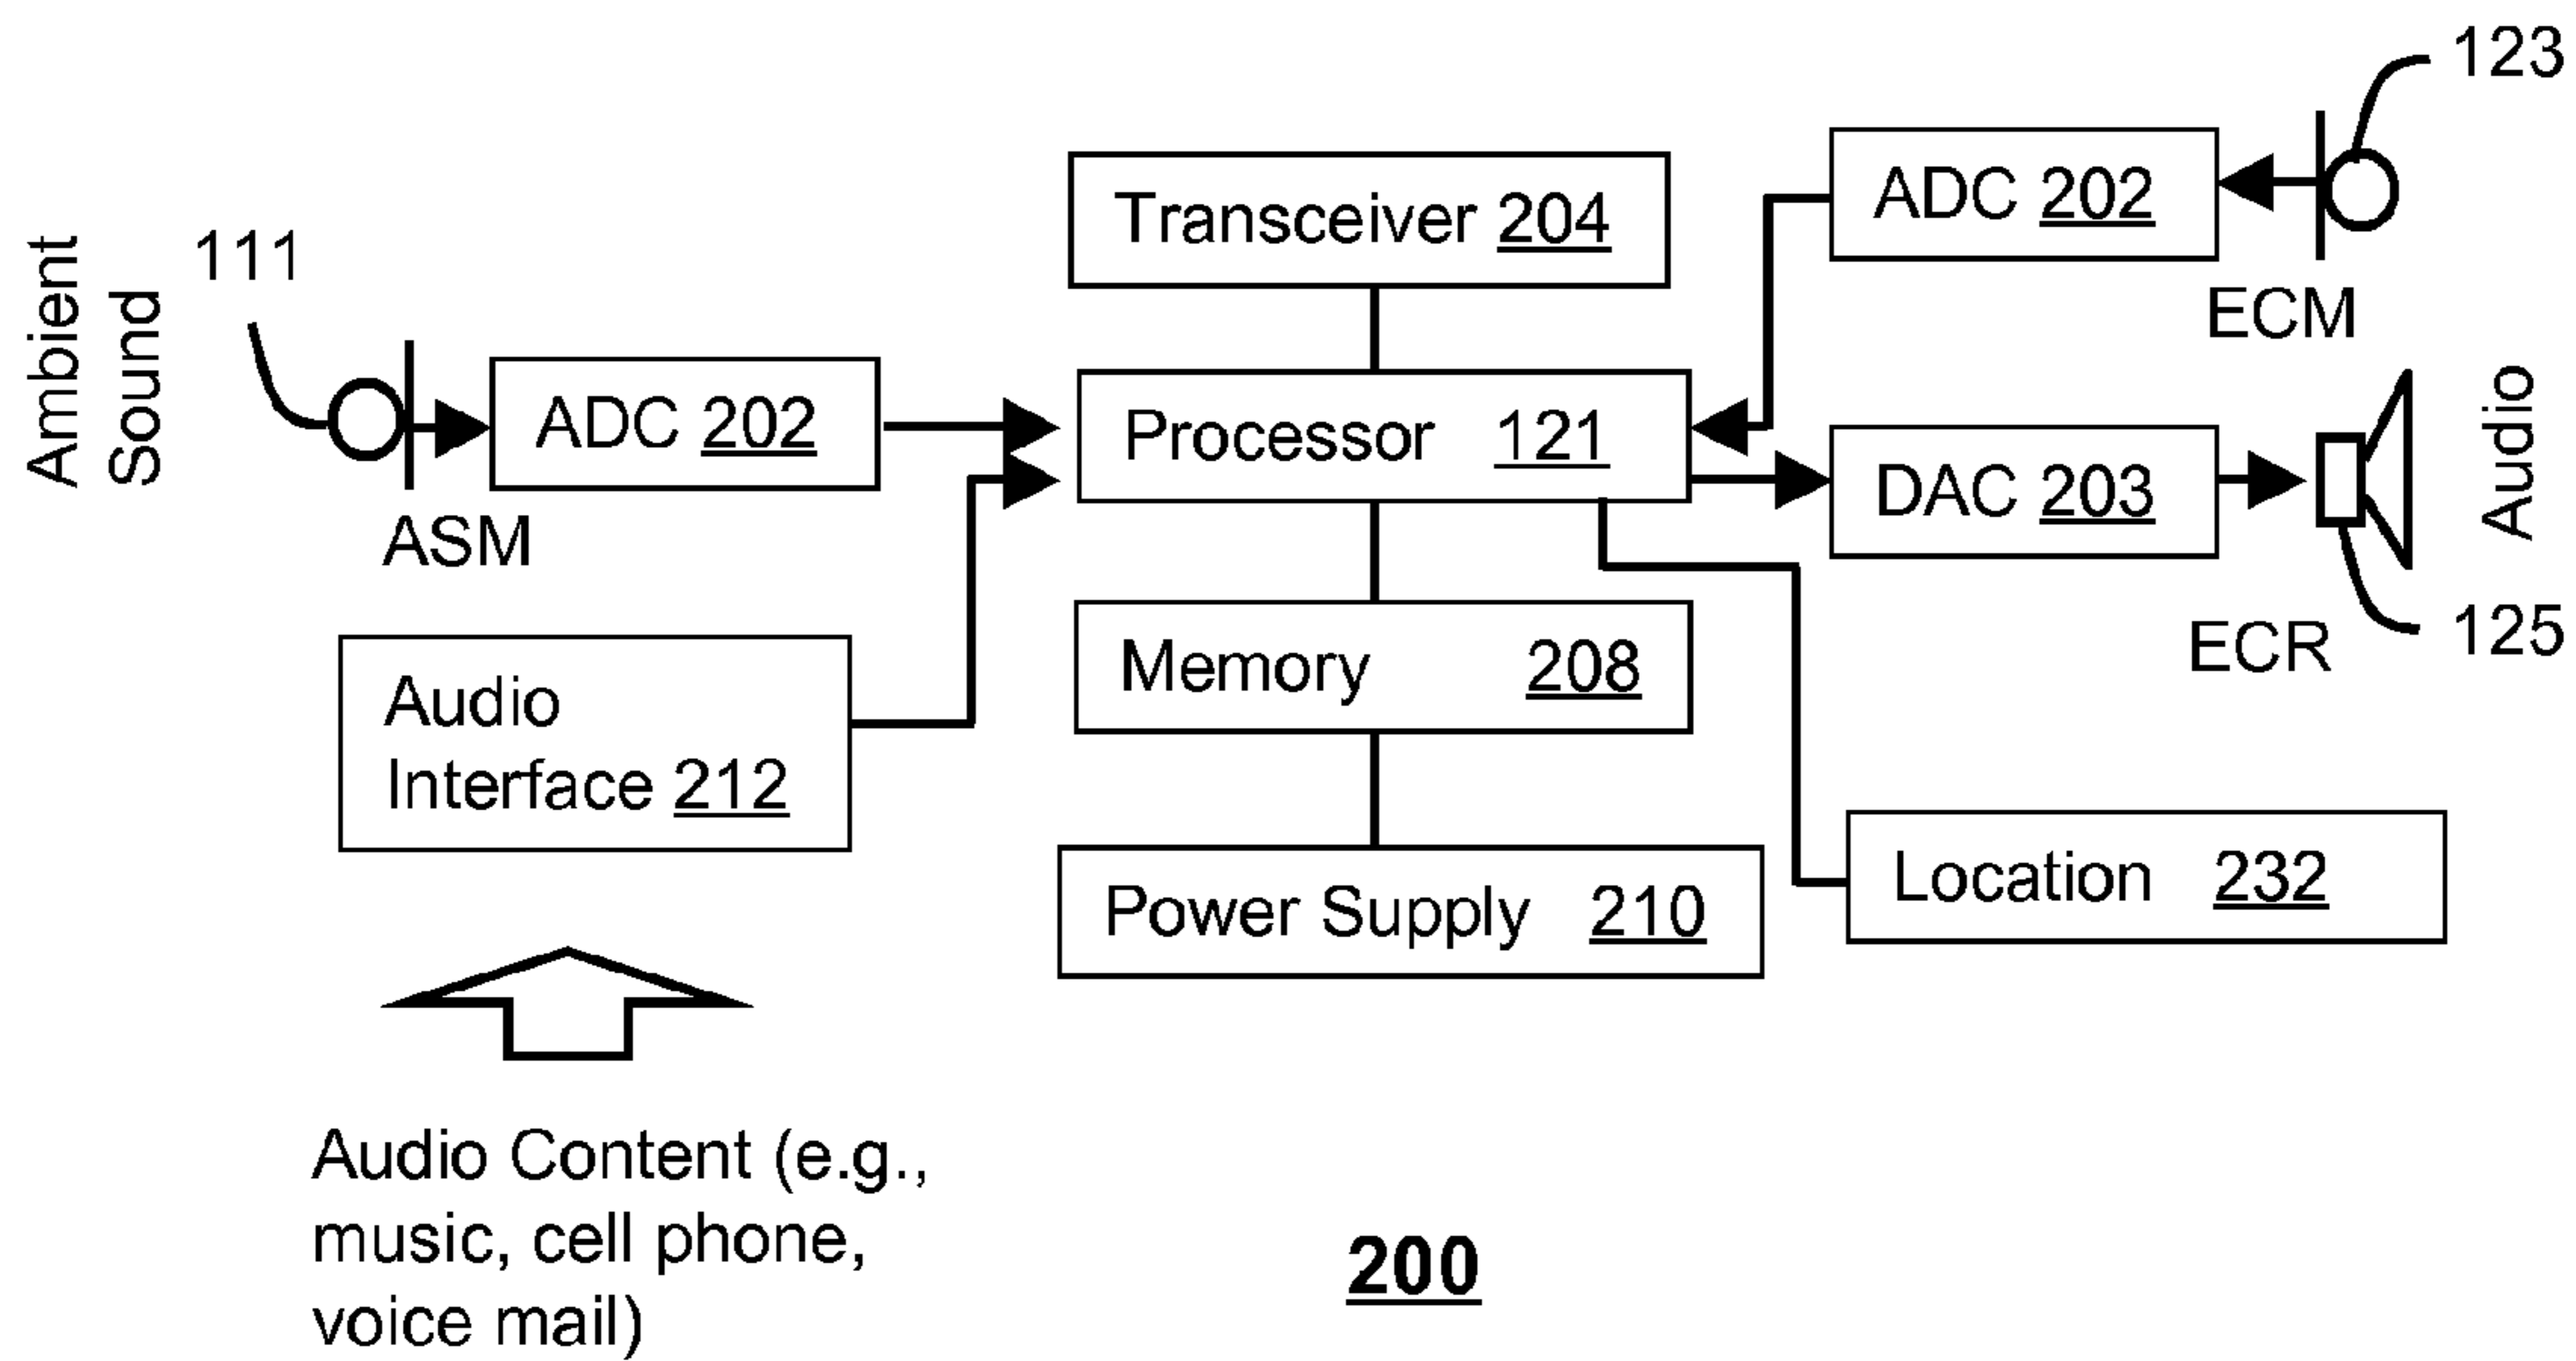 123
ADC 202
Transceiver 204
Ambient
Sound
111
ECM
ADC 202
Processor 121
DAC 203
Audio
ASM
125
ECR
Memory 208
Audio
Interface 212
Location 232
Power Supply 210
Audio Content (e.g.,
music, cell phone,
voice mail)
200